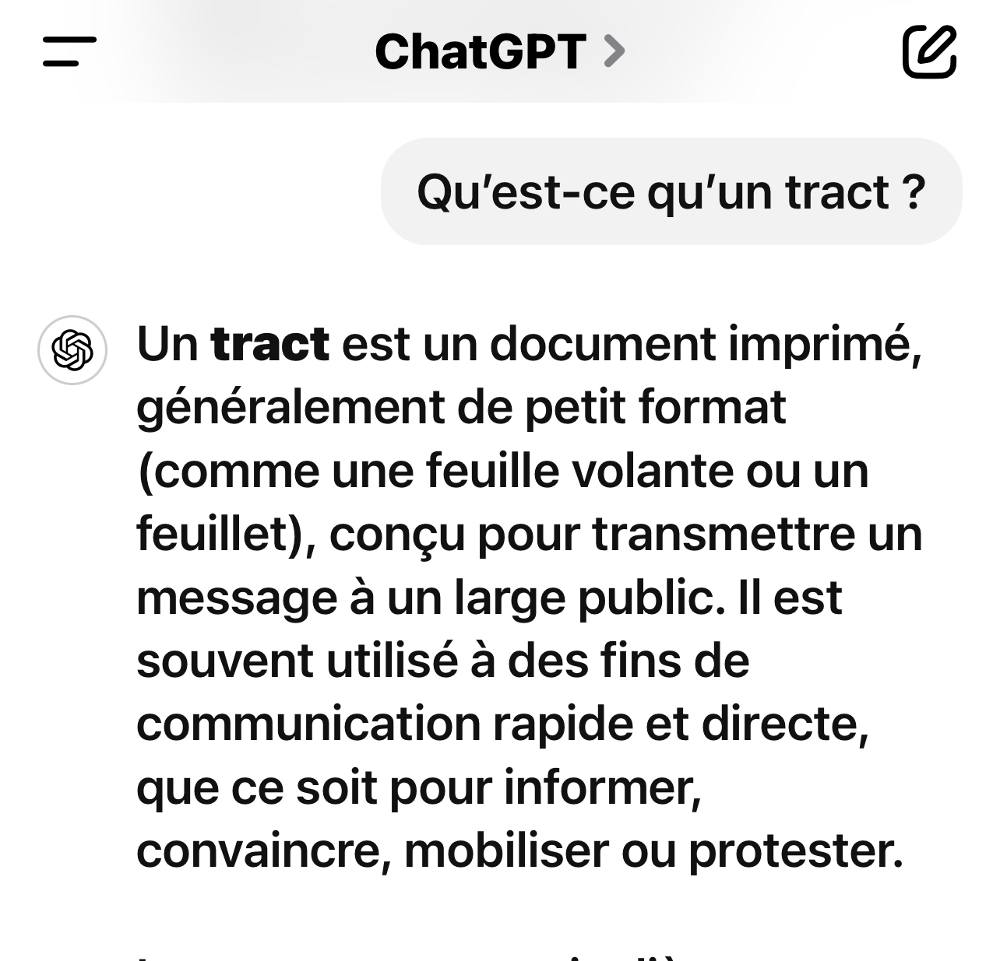 ChatGPT
Qu’est-ce qu’un tract ?
Un tract est un document imprimé,
généralement de petit format
(comme une feuille volante ou un
feuillet), conçu pour transmettre un
message à un large public. Il est
souvent utilisé à des fins de
communication rapide et directe,
que ce soit pour informer,
convaincre, mobiliser ou protester.